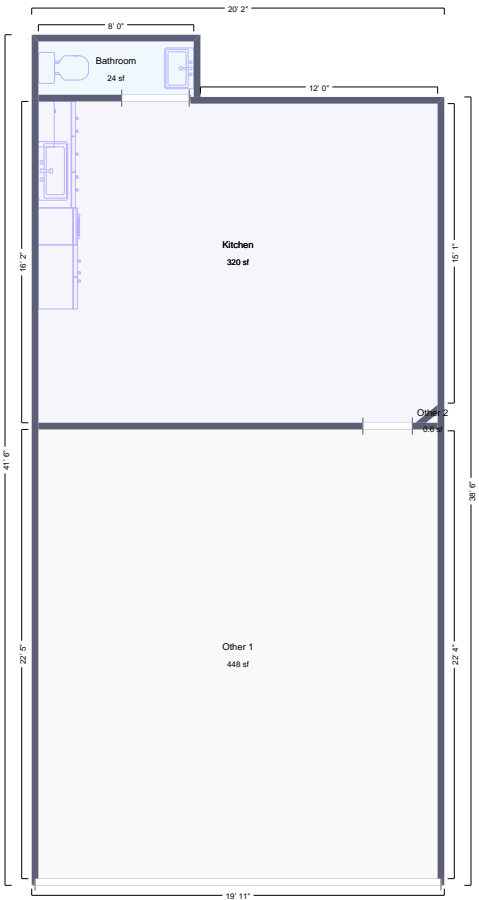 20' 2"
8' 0"
Bathroom
24 sf
12' 0"
Kitchen
320 sf
16' 2"
15' 1"
Other 2
0.6 sf
41' 6"
38' 6"
Other 1
448 sf
22' 5"
22' 4"
19' 11"